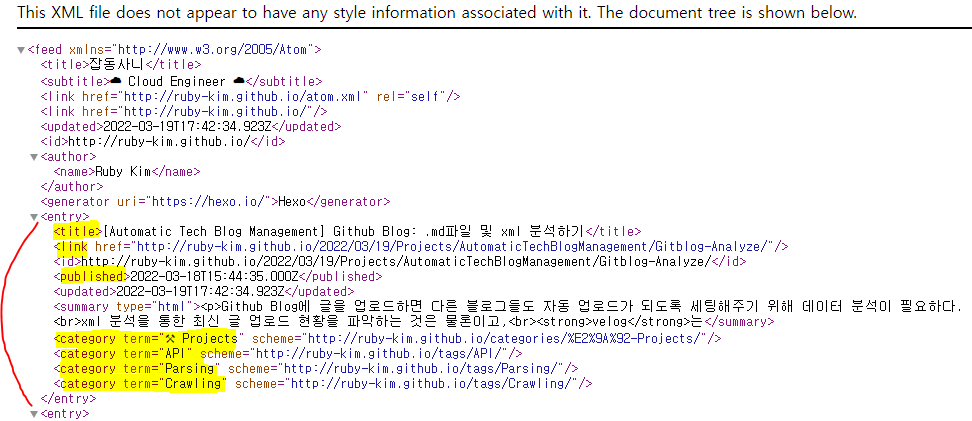 This XML file does not appear to have any style information associated with it. The document tree is shown below.
▼<feed xmlns="http://www.w3.org/2005/Atom">
<title>잡동사니</title>
<subtitle>☁ Cloud Engineer ☁</subtitle>
<link href="http://ruby-kim.github.io/atom.xml" rel="self"/>
<link href="http://ruby-kim.github.io/"/>
<updated>2022-03-19T17:42:34.923Z</updated>
<id>http://ruby-kim.github.io/</id>
▼<author>
<name>Ruby Kim</name>
</author>
<generator uri="https://hexo.io/">Hexo</generator>
▼<entry>
<title>[Automatic Tech Blog Management] Github Blog: .md파일 및 xml 분석하기</title>
<link href="http://ruby-kim.github.io/2022/03/19/Projects/AutomaticTechBlogManagement/Gitblog-Analyze/"/>
<id>http://ruby-kim.github.io/2022/03/19/Projects/AutomaticTechBlogManagement/Gitblog-Analyze/</id>
<published>2022-03-18T15:44:35.000Z</published>
<updated>2022-03-19T17:42:34.923Z</updated>
<summary type="html"><p>Github Blog에 글을 업로드하면 다른 블로그들도 자동 업로드가 되도록 세팅해주기 위해 데이터 분석이 필요하다.
<br>xml 분석을 통한 최신 글 업로드 현황을 파악하는 것은 물론이고,<br><strong>velog</strong>는</summary>
<category term="⚒ Projects" scheme="http://ruby-kim.github.io/categories/%E2%9A%92-Projects/"/>
<category term="API" scheme="http://ruby-kim.github.io/tags/API/"/>
<category term="Parsing" scheme="http://ruby-kim.github.io/tags/Parsing/"/>
<category term="Crawling" scheme="http://ruby-kim.github.io/tags/Crawling/"/>
</entry>
▼<entry>